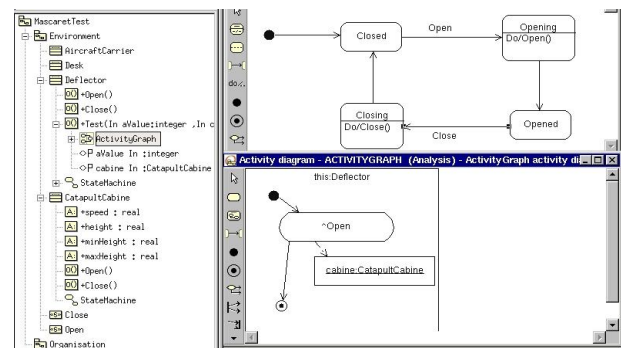 MascaretTest
Environment
AircraftCarrier
Desk
Deflector
+Open()
+Close()
+Test(In aValue:integer ,In c
ActivityGraph
aValue In :integer
cabine In :CatapultCabine
StateMachine
CatapultCabine
+speed : real
+height : real
+minHeight : real
+maxHeight : real
+Open()
+Close()
StateMachine
Close
Open
Organisation
do/.
Closed
Open
Opening
Do/Open()
Closing
Do/Close()
Close
Opened
Activity diagram - ACTIVITYGRAPH (Analysis) - ActivityGraph activity di
this:Deflector
^Open
cabine:CatapultCabine